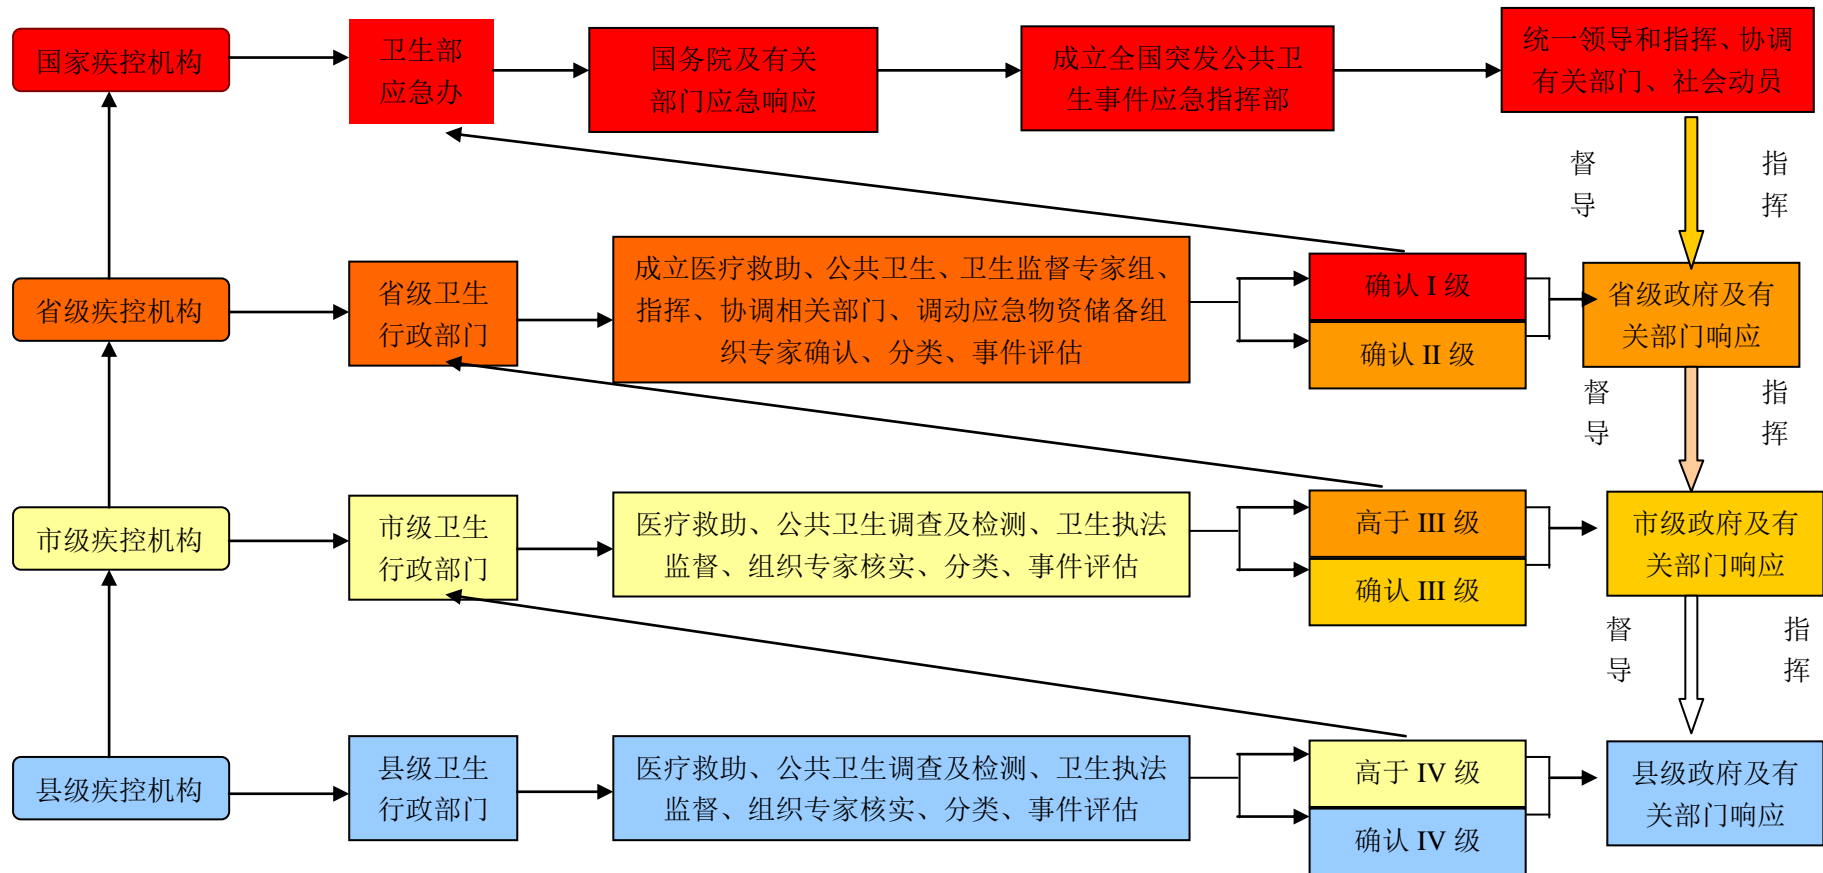 国家疾控机构
卫生部
应急办
国务院及有关
部门应急响应
成立全国突发公共卫
生事件应急指挥部
统一领导和指挥、协调
有关部门、社会动员
督
导
指
挥
省级疾控机构
省级卫生
行政部门
成立医疗救助、公共卫生、卫生监督专家组、
指挥、协调相关部门、调动应急物资储备组
织专家确认、分类、事件评估
确认 I 级
确认 II 级
省级政府及有
关部门响应
督
导
指
挥
市级疾控机构
市级卫生
行政部门
医疗救助、公共卫生调查及检测、卫生执法
监督、组织专家核实、分类、事件评估
高于 III 级
确认 III 级
市级政府及有
关部门响应
督
导
指
挥
县级疾控机构
县级卫生
行政部门
医疗救助、公共卫生调查及检测、卫生执法
监督、组织专家核实、分类、事件评估
高于 IV 级
确认 IV 级
县级政府及有
关部门响应